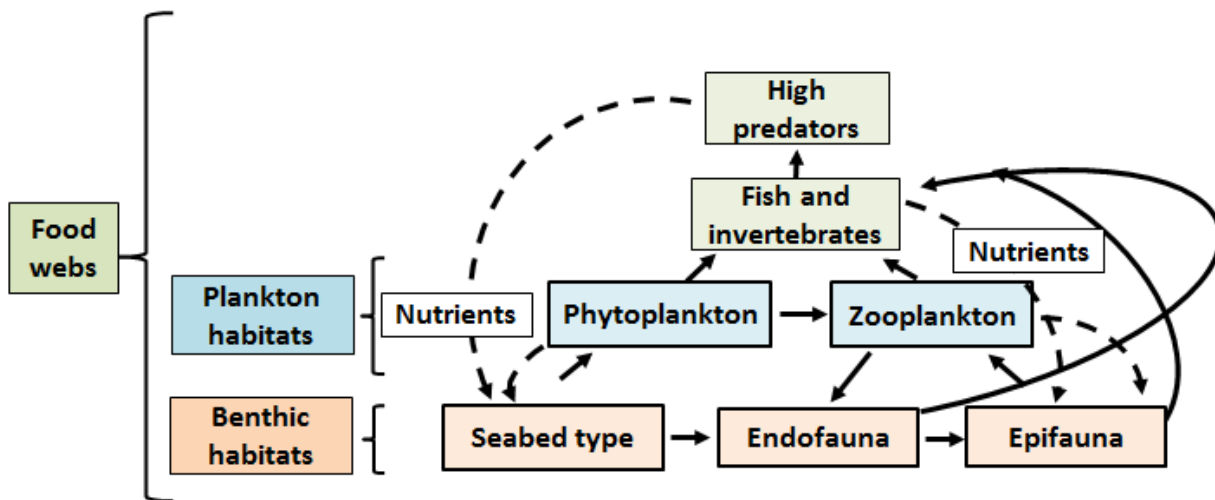 High
predators
Fish and
invertebrates
Food
webs
Nutrients
Plankton
habitats
Nutrients
Phytoplankton
Zooplankton
Benthic
habitats
Seabed type
Endofauna
Epifauna